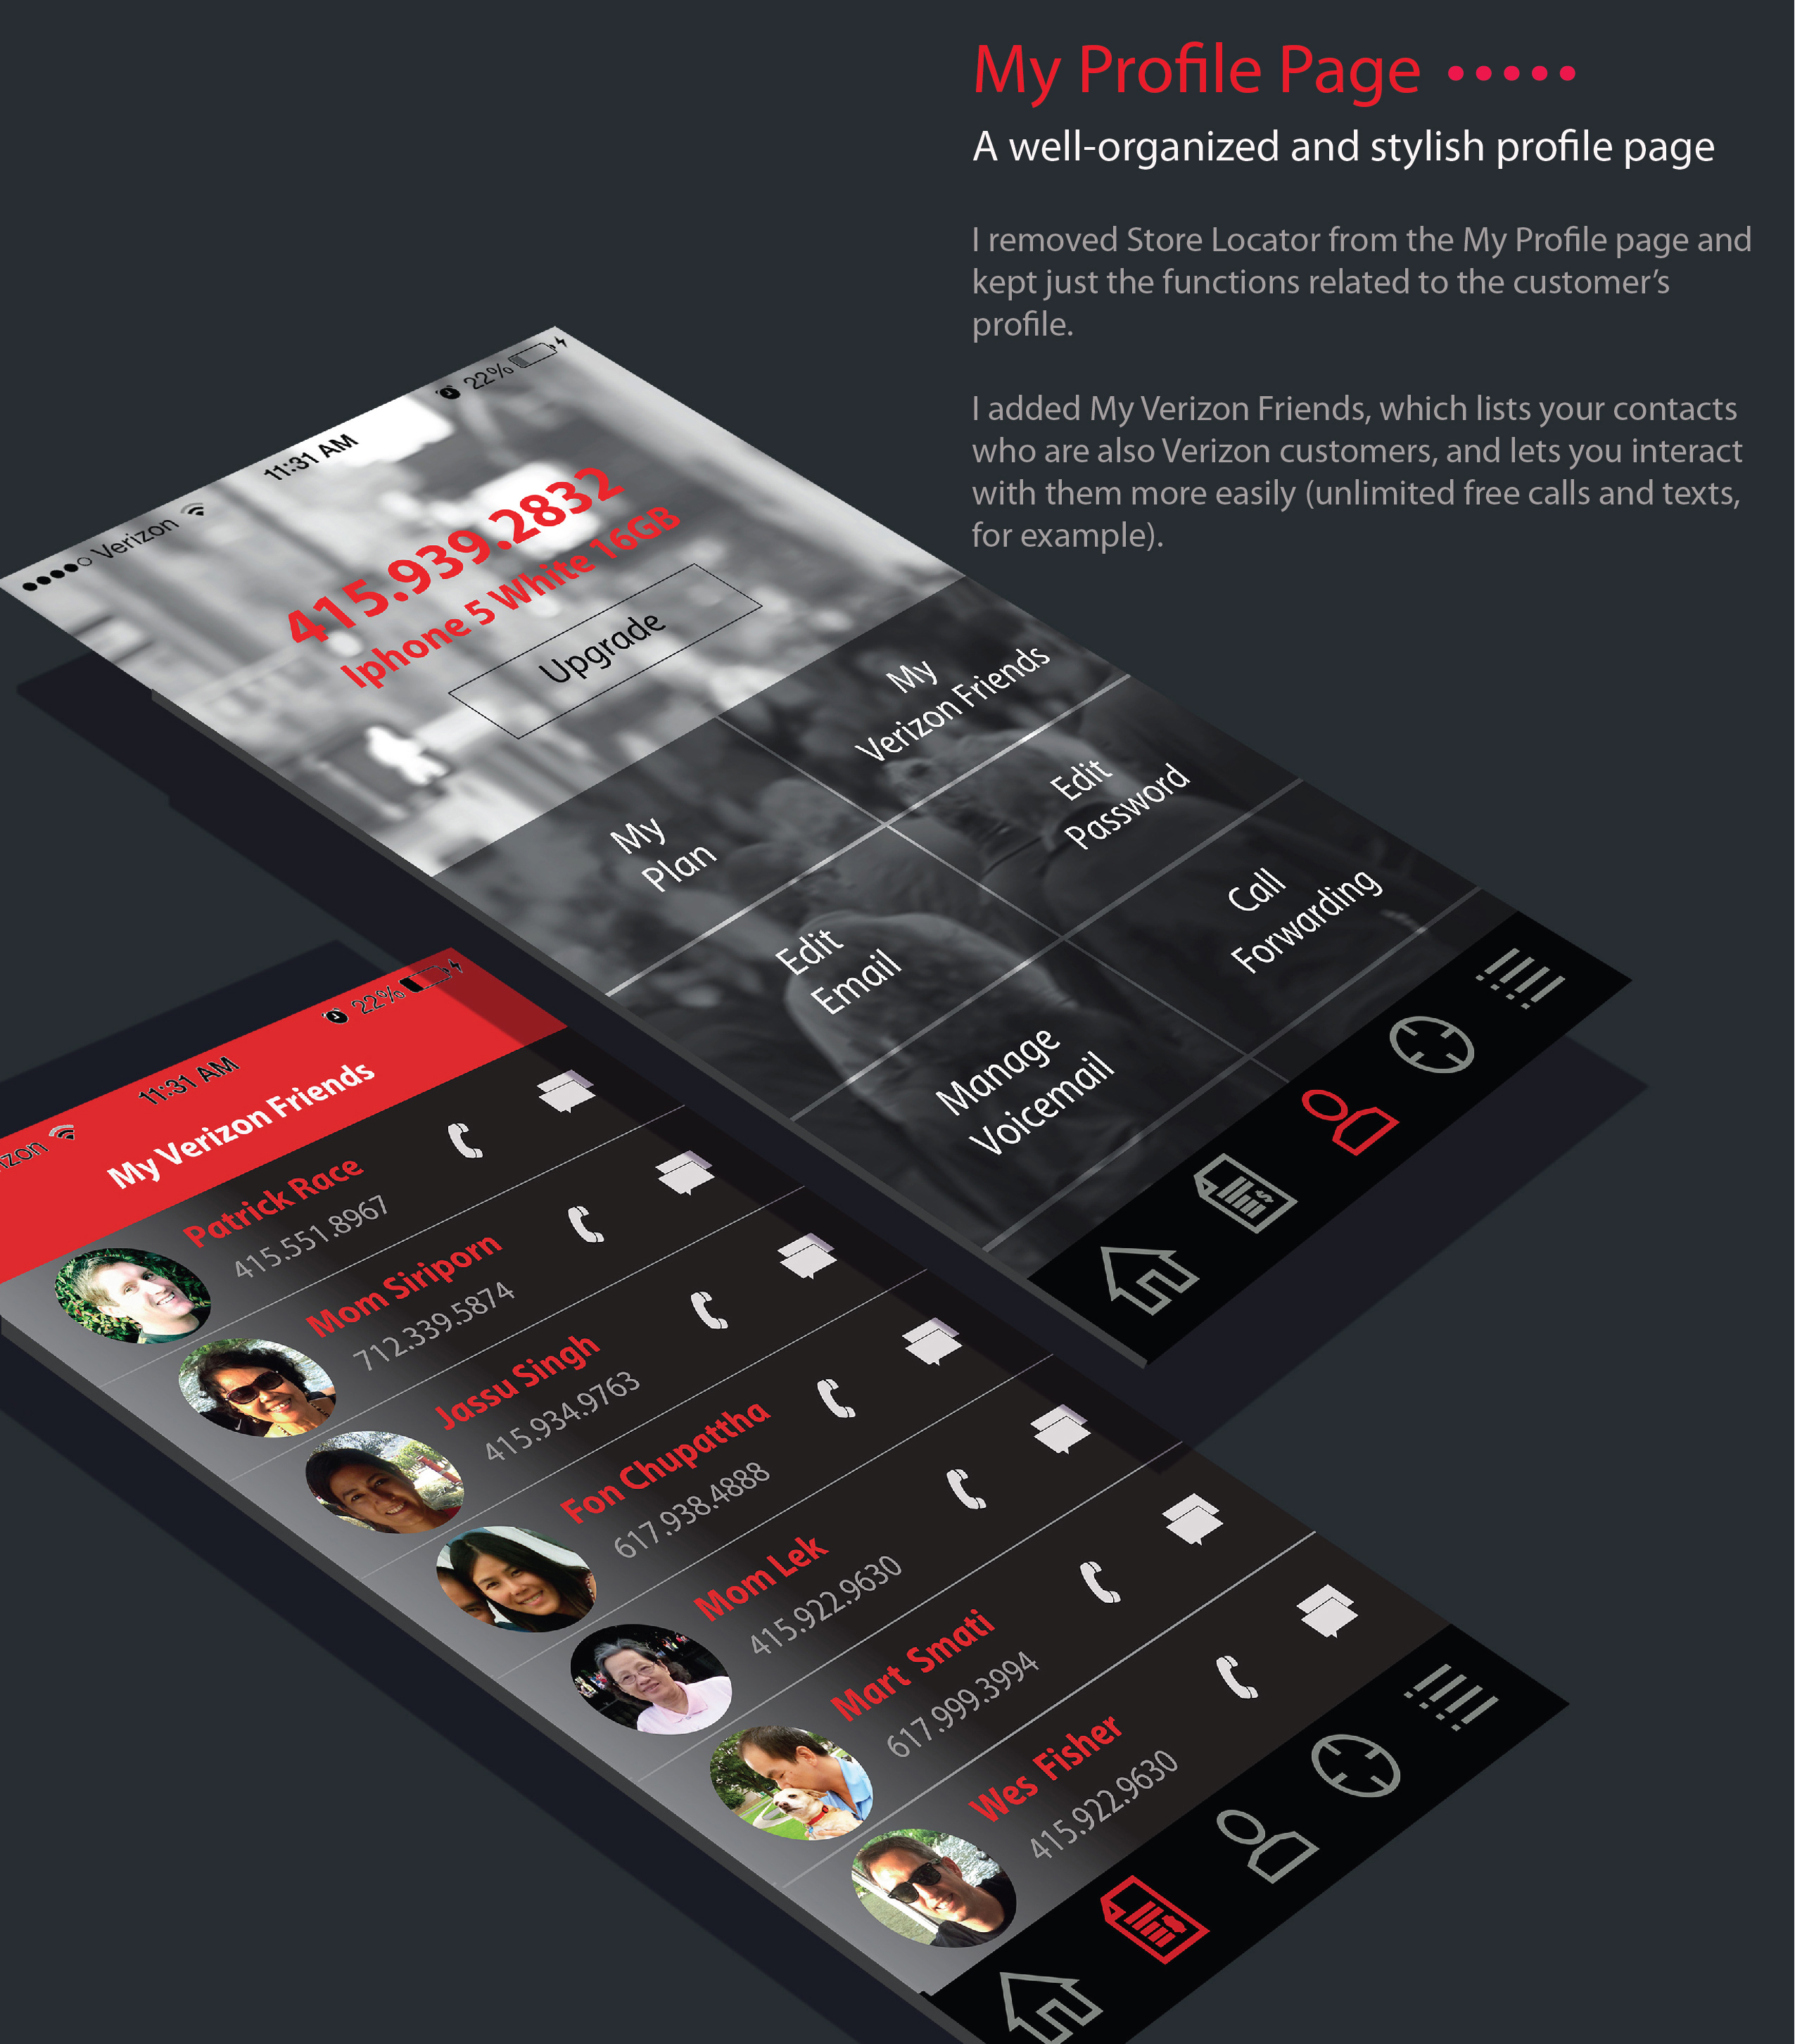 My Profile Page •••••
A well-organized and stylish profile page
I removed Store Locator from the My Profile page and
kept just the functions related to the customer’s
profile.
I added My Verizon Friends, which lists your contacts
who are also Verizon customers, and lets you interact
with them more easily (unlimited free calls and texts,
for example).
Verizon 11:31 AM 22%
415.939.2832
Iphone 5 White 16GB
Upgrade
My
Plan
My
Verizon Friends
Edit
Email
Edit
Password
Manage
Voicemail
Call
Forwarding
izon 11:31 AM 22%
My Verizon Friends
Patrick Race
415.551.8967
Mom Siriporn
712.339.5874
Jassu Singh
415.934.9763
Fon Chupattha
617.938.4888
Mom Lek
415.922.9630
Mart Smati
617.999.3994
Wes Fisher
415.922.9630